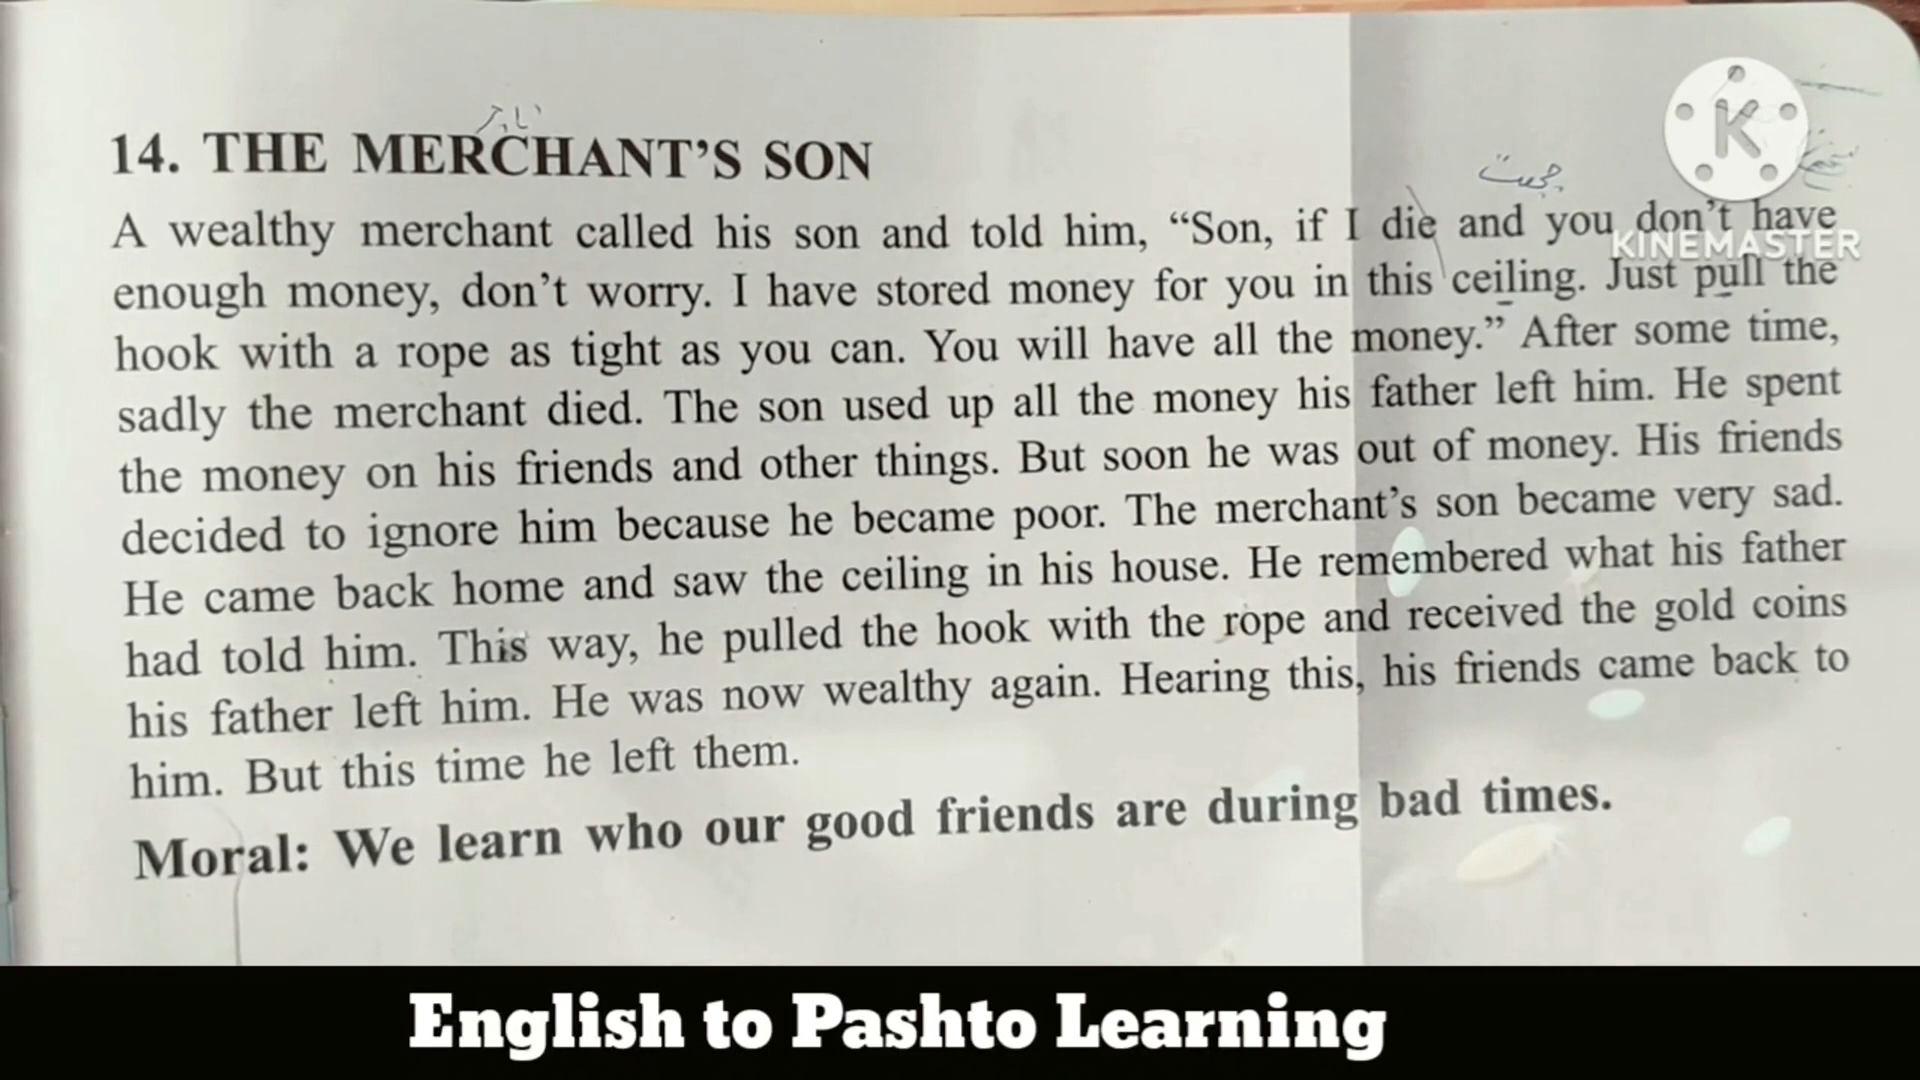 تاجر
14. THE MERCHANT’S SON
چھت
A wealthy merchant called his son and told him, “Son, if I die and you don’t have
enough money, don’t worry. I have stored money for you in this ceiling. Just pull the
hook with a rope as tight as you can. You will have all the money.” After some time,
sadly the merchant died. The son used up all the money his father left him. He spent
the money on his friends and other things. But soon he was out of money. His friends
decided to ignore him because he became poor. The merchant’s son became very sad.
He came back home and saw the ceiling in his house. He remembered what his father
had told him. This way, he pulled the hook with the rope and received the gold coins
his father left him. He was now wealthy again. Hearing this, his friends came back to
him. But this time he left them.
Moral: We learn who our good friends are during bad times.
K
KINEMASTER
English to Pashto Learning